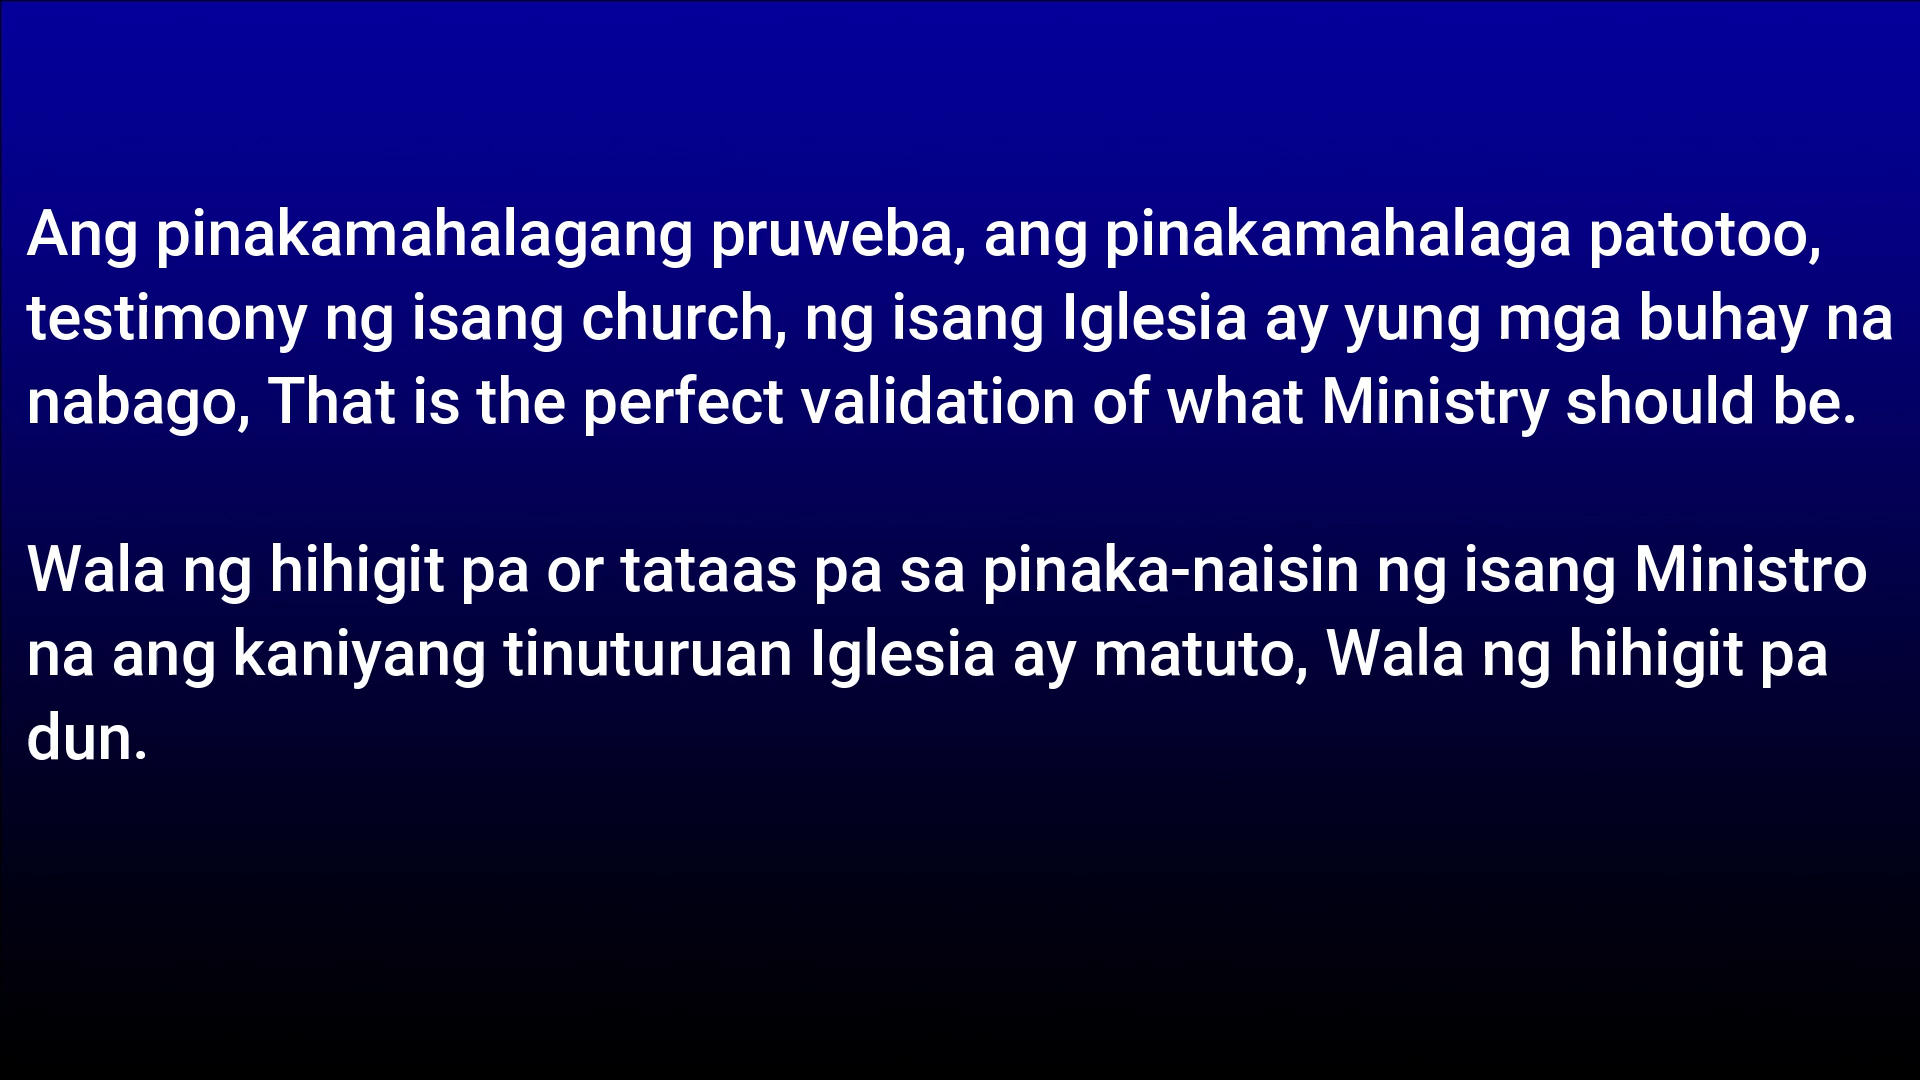 Ang pinakamahalagang pruweba, ang pinakamahalaga patotoo,
testimony ng isang church, ng isang Iglesia ay yung mga buhay na
nabago, That is the perfect validation of what Ministry should be.
Wala ng hihigit pa or tataas pa sa pinaka-naisin ng isang Ministro
na ang kaniyang tinuturuan Iglesia ay matuto, Wala ng hihigit pa
dun.